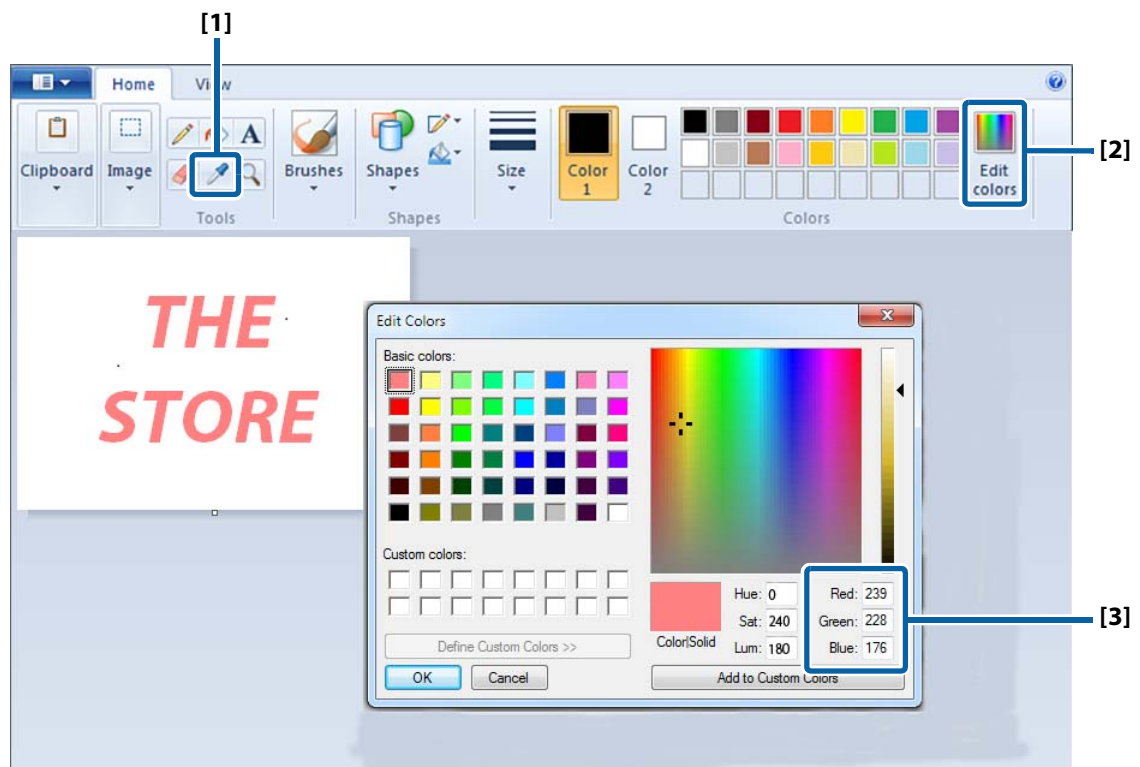 [1]
Home View
A
Clipboard Image Brushes Shapes Size Color 1 Color 2 Edit colors
Tools Shapes Colors
[2]
THE
STORE
Edit Colors
Basic colors:
Custom colors:
Define Custom Colors >>
OK Cancel
Color|Solid
Hue: 0 Red: 239
Sat: 240 Green: 228
Lum: 180 Blue: 176
Add to Custom Colors
[3]